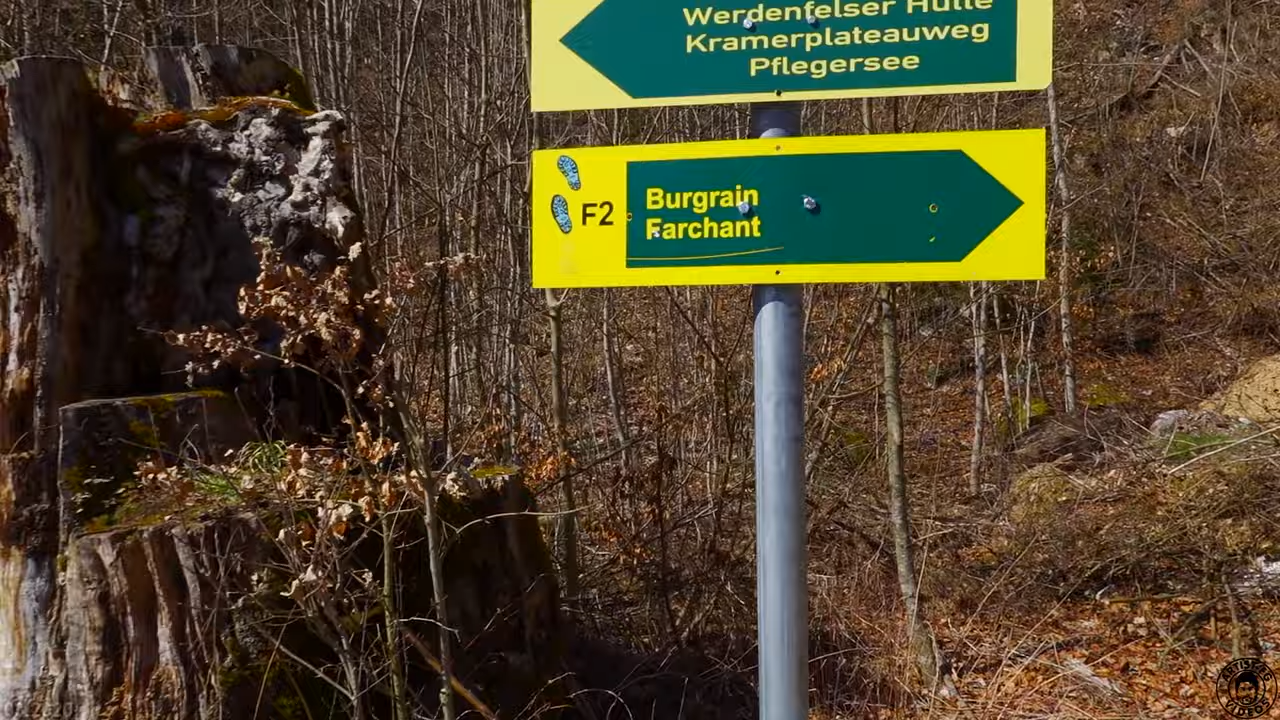 Werdenfelser Hütte
Kramerplateauweg
Pflegersee
F2
Burgrain
Farchant